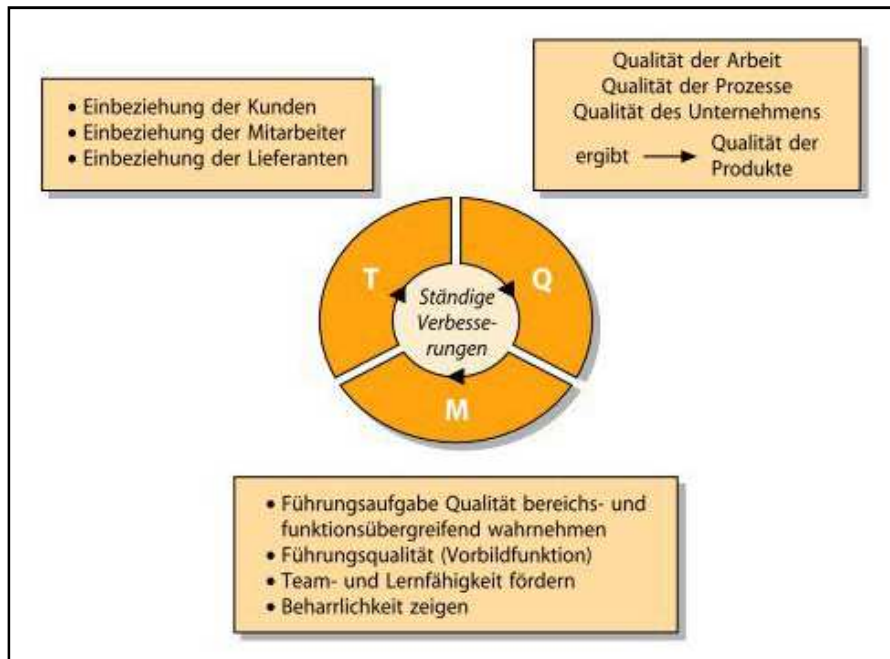 • Einbeziehung der Kunden
• Einbeziehung der Mitarbeiter
• Einbeziehung der Lieferanten
Qualität der Arbeit
Qualität der Prozesse
Qualität des Unternehmens
ergibt → Qualität der
Produkte
T
Q
Ständige
Verbesse-
rungen
M
• Führungsaufgabe Qualität bereichs- und
funktionsübergreifend wahrnehmen
• Führungsqualität (Vorbildfunktion)
• Team- und Lernfähigkeit fördern
• Beharrlichkeit zeigen